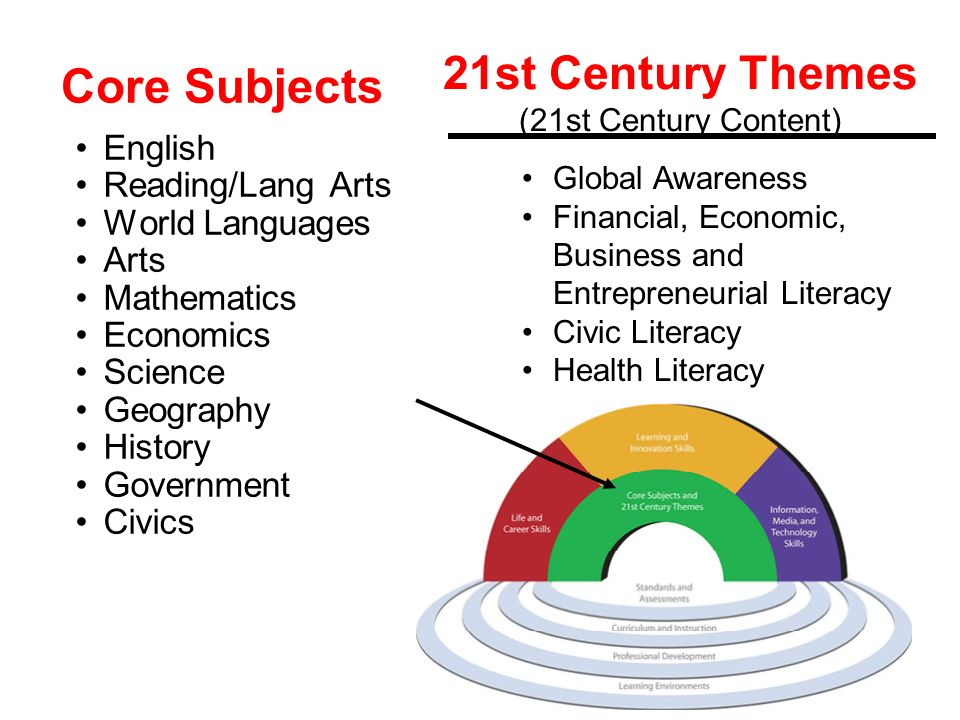 Core Subjects
• English
• Reading/Lang Arts
• World Languages
• Arts
• Mathematics
• Economics
• Science
• Geography
• History
• Government
• Civics
21st Century Themes
(21st Century Content)
• Global Awareness
• Financial, Economic,
Business and
Entrepreneurial Literacy
• Civic Literacy
• Health Literacy
Learning and
Innovation Skills
Core Subjects and
21st Century Themes
Life and
Career Skills
Information,
Media, and
Technology
Skills
Standards and
Assessments
Curriculum and Instruction
Professional Development
Learning Environments